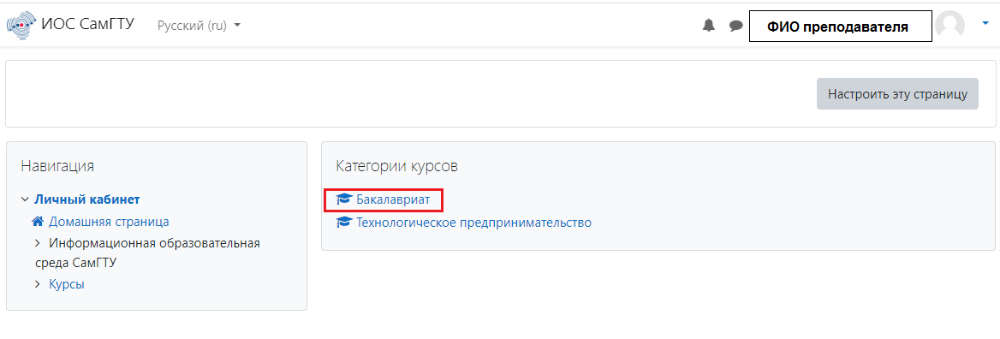 ИОС СамГТУ
Русский (ru)
ФИО преподавателя
Настроить эту страницу
Навигация
Личный кабинет
Домашняя страница
Информационная образовательная
среда СамГТУ
Курсы
Категории курсов
Бакалавриат
Технологическое предпринимательство